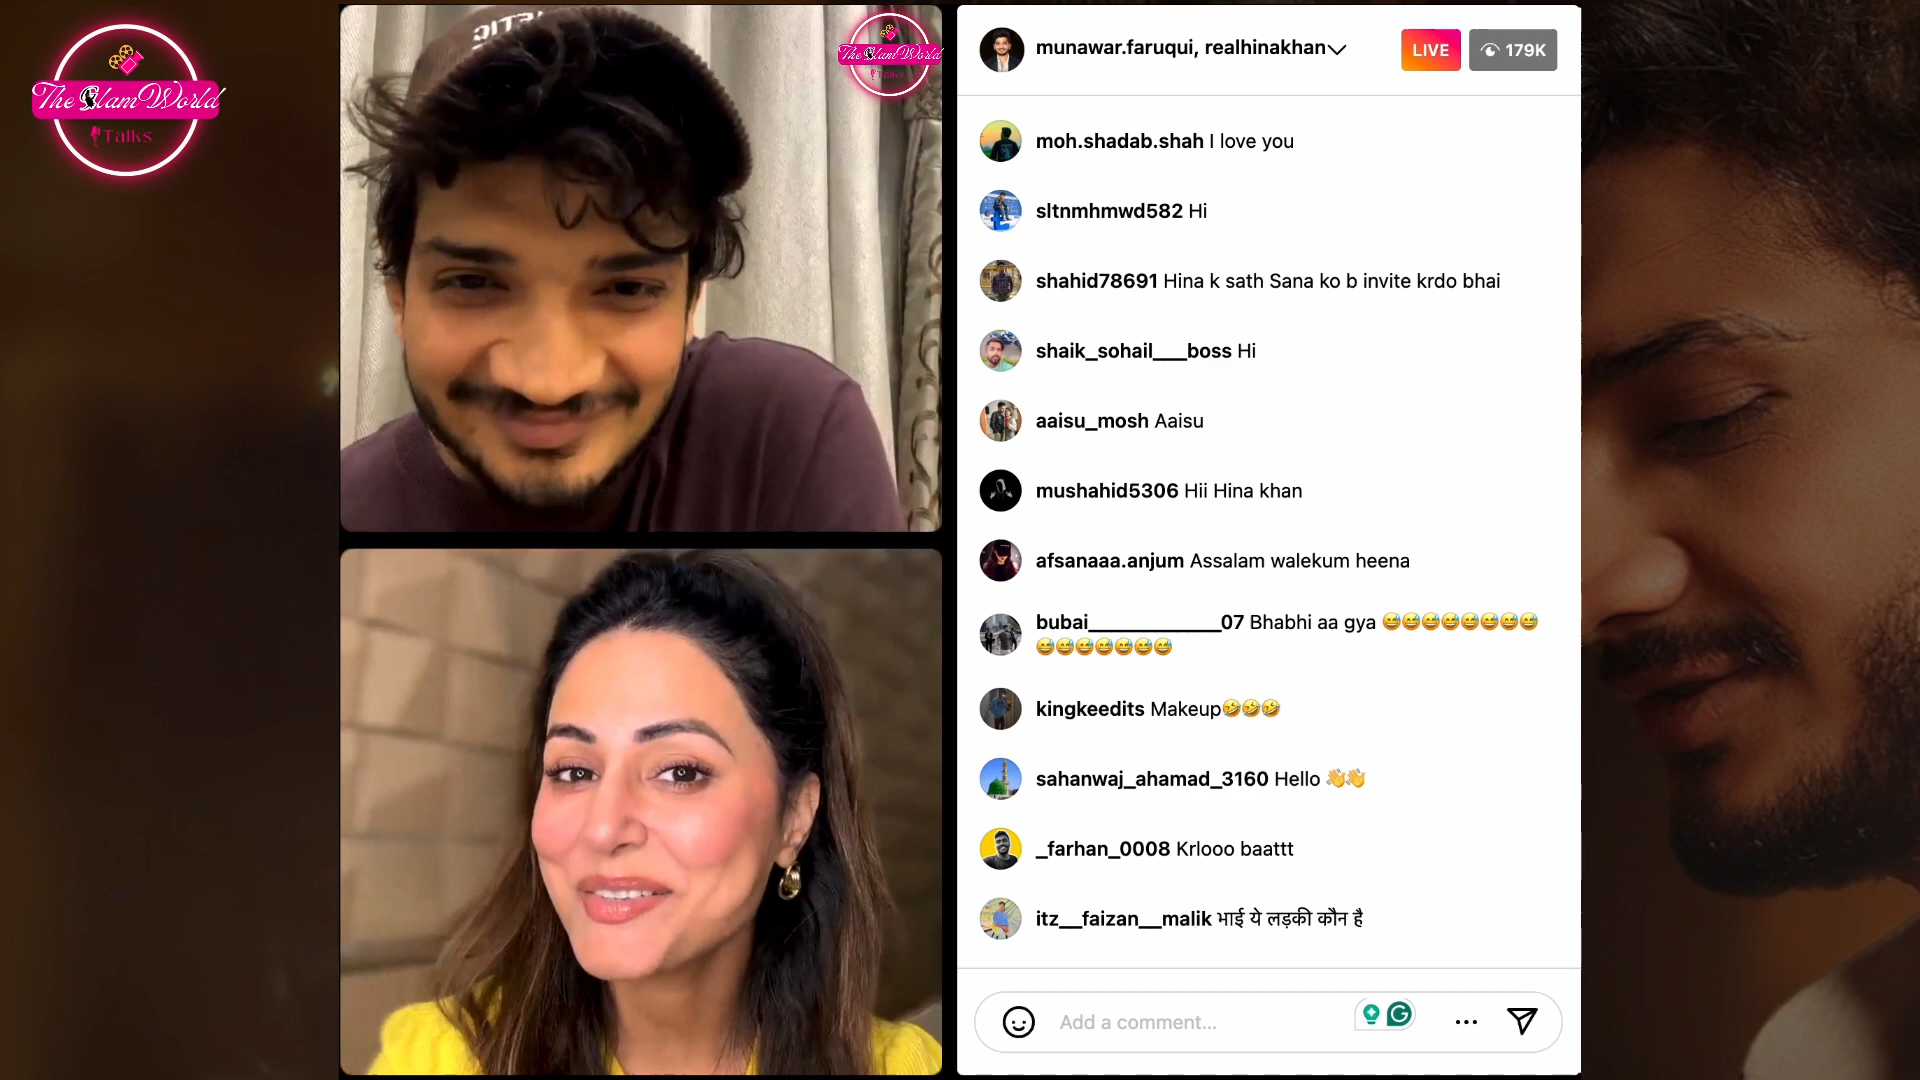 The Glam World
Talks
The Glam World
Talks
munawar.faruqui, realhinakhan
LIVE
179K
moh.shadab.shah I love you
sltnmhmwd582 Hi
shahid78691 Hina k sath Sana ko b invite krdo bhai
shaik_sohail___boss Hi
aaisu_mosh Aaisu
mushahid5306 Hii Hina khan
afsanaaa.anjum Assalam walekum heena
bubai____________07 Bhabhi aa gya 😅😅😅😅😅😅😅😅
😅😅😅😅😅😅😅
kingkeedits Makeup🤣🤣🤣
sahanwaj_ahamad_3160 Hello 👋👋
_farhan_0008 Krlooo baattt
itz__faizan__malik भाई ये लड़की कौन है
Add a comment...